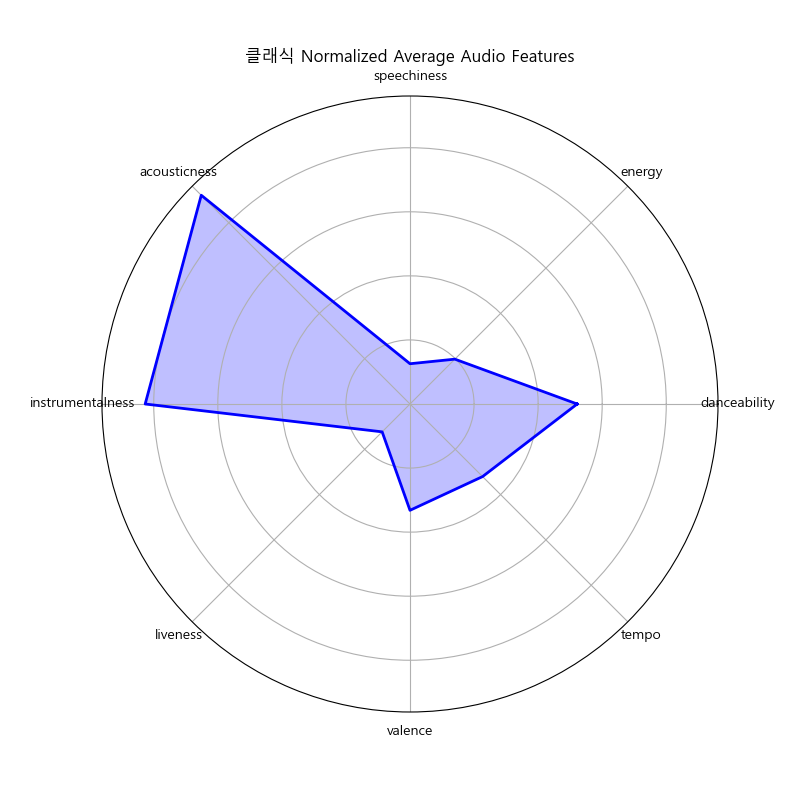 클래식 Normalized Average Audio Features
speechiness
acousticness
energy
instrumentalness
danceability
liveness
tempo
valence